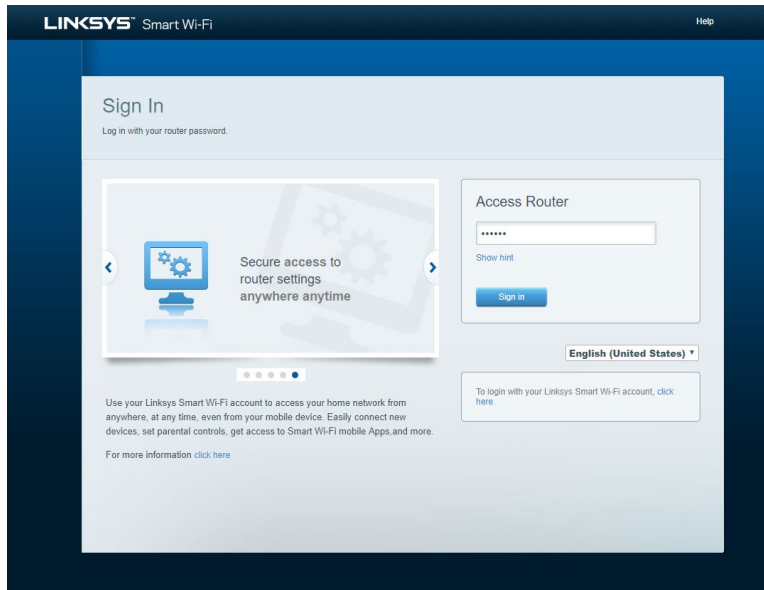 LINKSYS™ Smart Wi-Fi
Help
Sign In
Log in with your router password.
Secure access to
router settings
anywhere anytime
Use your Linksys Smart Wi-Fi account to access your home network from
anywhere, at any time, even from your mobile device. Easily connect new
devices, set parental controls, get access to Smart Wi-Fi mobile Apps,and more.
For more information click here
Access Router
••••••
Show hint
Sign in
English (United States)
To login with your Linksys Smart Wi-Fi account, click
here.